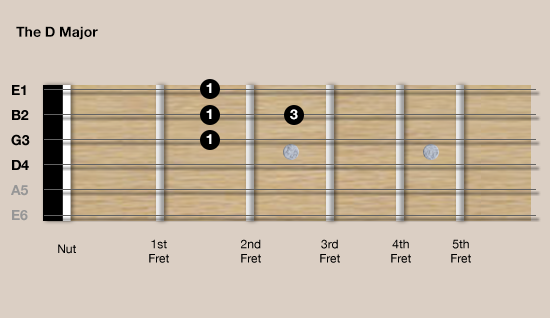 The D Major
E1 1
B2 1 3
G3 1
D4
A5
E6
Nut 1st Fret 2nd Fret 3rd Fret 4th Fret 5th Fret